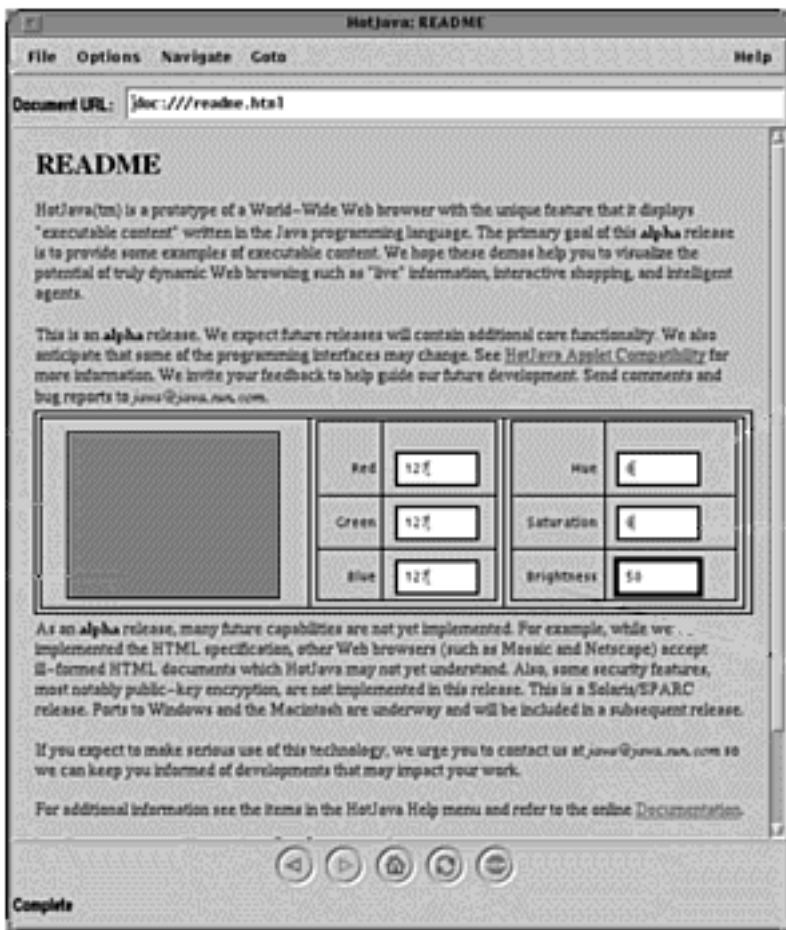 HotJava: README
File Options Navigate Goto Help
Document URL: doc:///readme.html
README
HotJava(tm) is a prototype of a World-Wide Web browser with the unique feature that it displays
"executable content" written in the Java programming language. The primary goal of this alpha release
is to provide some examples of executable content. We hope these demos help you to visualize the
potential of truly dynamic Web browsing such as "live" information, interactive shopping, and intelligent
agents.
This is an alpha release. We expect future releases will contain additional core functionality. We also
anticipate that some of the programming interfaces may change. See HotJava Applet Compatibility for
more information. We invite your feedback to help guide our future development. Send comments and
bug reports to java@java.sun.com.
Red 127 Hue 0
Green 127 Saturation 0
Blue 127 Brightness 50
As an alpha release, many future capabilities are not yet implemented. For example, while we
implemented the HTML specification, other Web browsers (such as Mosaic and Netscape) accept
ill-formed HTML documents which HotJava may not yet understand. Also, some security features,
most notably public-key encryption, are not implemented in this release. This is a Solaris/SPARC
release. Ports to Windows and the Macintosh are underway and will be included in a subsequent release.
If you expect to make serious use of this technology, we urge you to contact us at java@java.sun.com so
we can keep you informed of developments that may impact your work.
For additional information see the items in the HotJava Help menu and refer to the online Documentation.
Complete